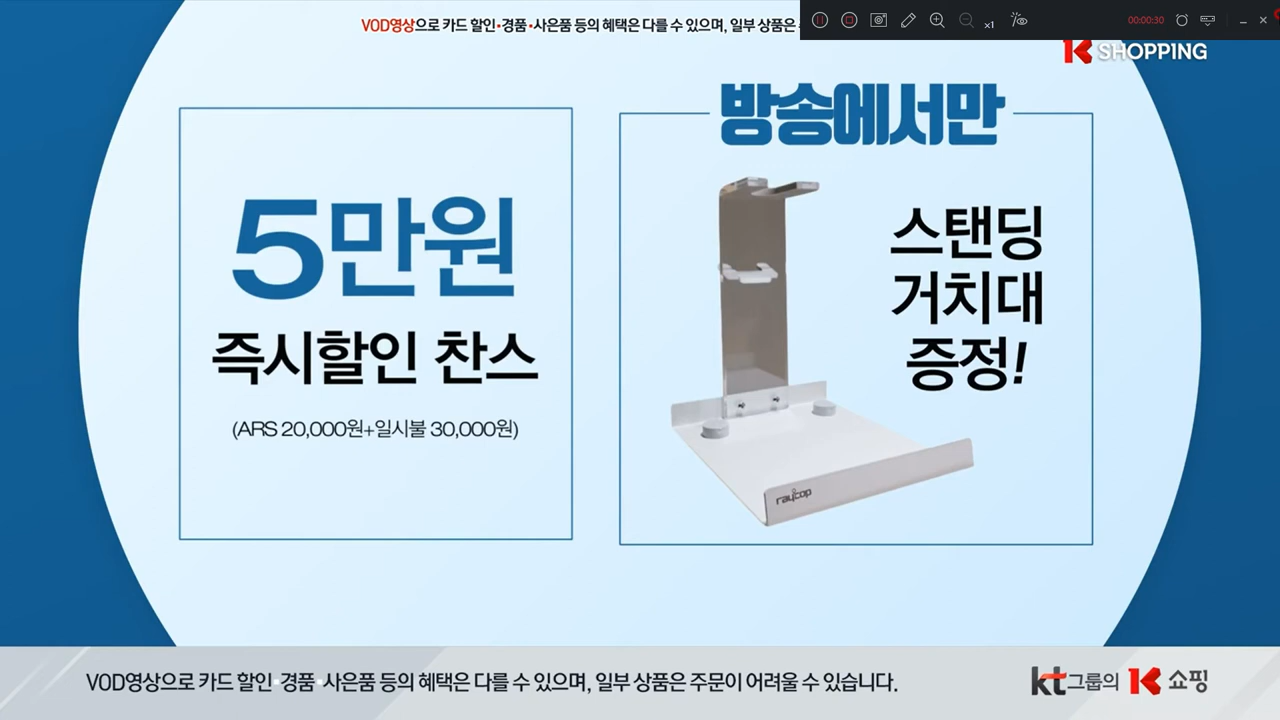 VOD영상으로 카드 할인·경품·사은품 등의 혜택은 다를 수 있으며, 일부 상품은
x1
00:00:30
K SHOPPING
방송에서만
5만원
즉시할인 찬스
(ARS 20,000원+일시불 30,000원)
스탠딩
거치대
증정!
raycop
VOD영상으로 카드 할인·경품·사은품 등의 혜택은 다를 수 있으며, 일부 상품은 주문이 어려울 수 있습니다.
kt그룹의 K 쇼핑